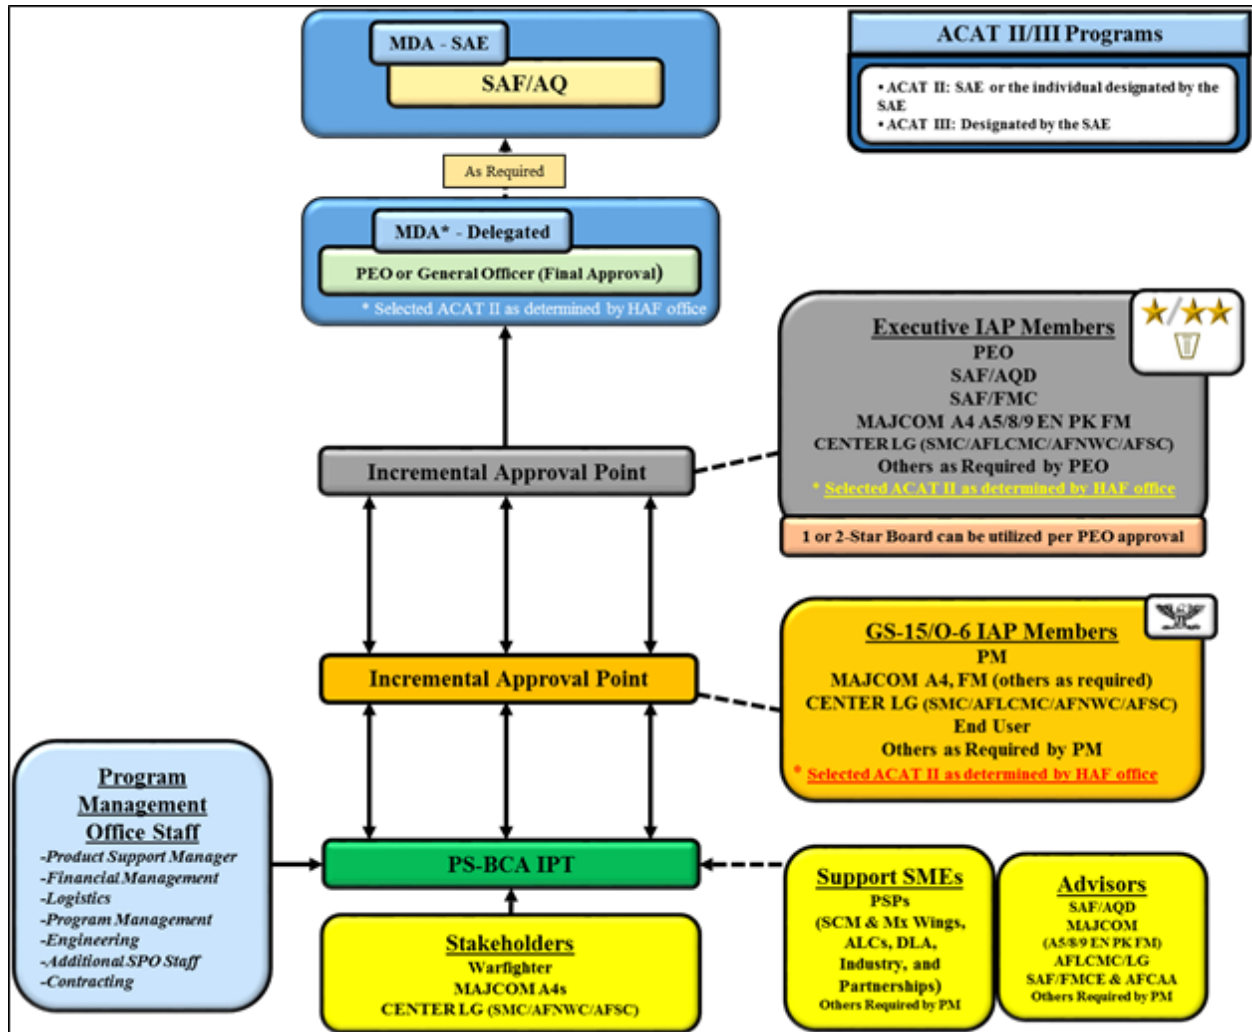 MDA - SAE
SAF/AQ
ACAT II/III Programs
• ACAT II: SAE or the individual designated by the
SAE
• ACAT III: Designated by the SAE
As Required
MDA* - Delegated
PEO or General Officer (Final Approval)
* Selected ACAT II as determined by HAF office
Executive IAP Members
PEO
SAF/AQD
SAF/FMC
MAJCOM A4 A5/8/9 EN PK FM
CENTER LG (SMC/AFLCMC/AFNWC/AFSC)
Others as Required by PEO
* Selected ACAT II as determined by HAF office
1 or 2-Star Board can be utilized per PEO approval
Incremental Approval Point
GS-15/O-6 IAP Members
PM
MAJCOM A4, FM (others as required)
CENTER LG (SMC/AFLCMC/AFNWC/AFSC)
End User
Others as Required by PM
* Selected ACAT II as determined by HAF office
Incremental Approval Point
Program
Management
Office Staff
-Product Support Manager
-Financial Management
-Logistics
-Program Management
-Engineering
-Additional SPO Staff
-Contracting
PS-BCA IPT
Stakeholders
Warfighter
MAJCOM A4s
CENTER LG (SMC/AFNWC/AFSC)
Support SMEs
PSPs
(SCM & Mx Wings,
ALCs, DLA,
Industry, and
Partnerships)
Others Required by PM
Advisors
SAF/AQD
MAJCOM
(A5/8/9 EN PK FM)
AFLCMC/LG
SAF/FMCE & AFCAA
Others Required by PM